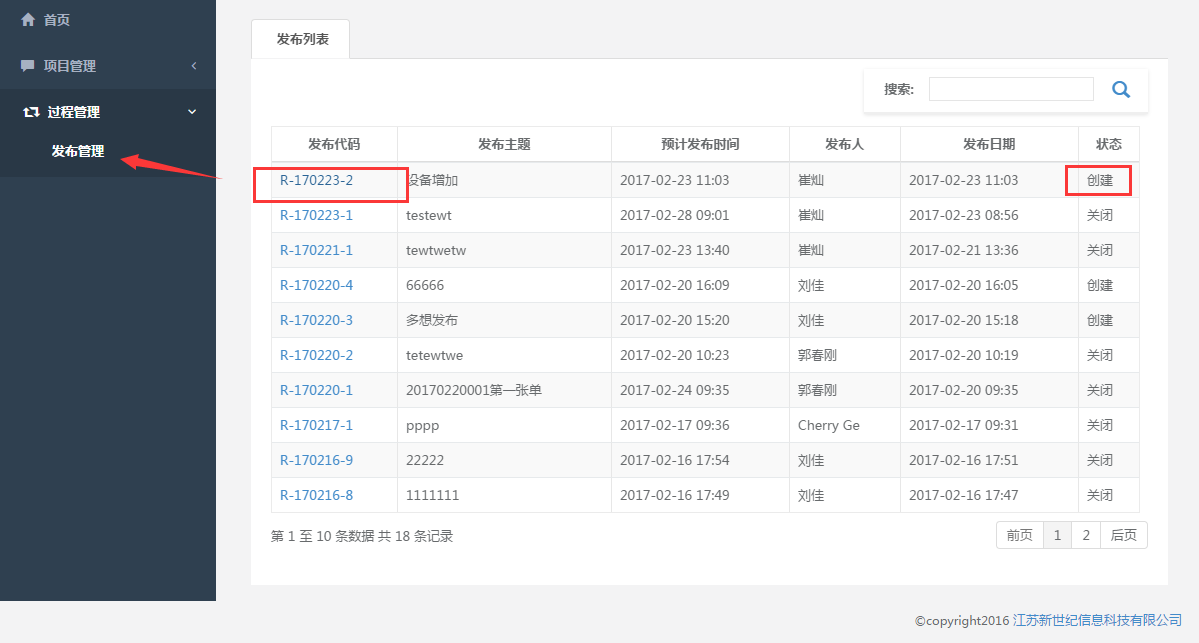 首页
项目管理
过程管理
发布管理
发布列表
搜索:
发布代码 发布主题 预计发布时间 发布人 发布日期 状态
R-170223-2 设备增加 2017-02-23 11:03 崔灿 2017-02-23 11:03 创建
R-170223-1 testewt 2017-02-28 09:01 崔灿 2017-02-23 08:56 关闭
R-170221-1 tewtwetw 2017-02-23 13:40 崔灿 2017-02-21 13:36 关闭
R-170220-4 66666 2017-02-20 16:09 刘佳 2017-02-20 16:05 创建
R-170220-3 多想发布 2017-02-20 15:20 刘佳 2017-02-20 15:18 创建
R-170220-2 tetewtwe 2017-02-20 10:23 郭春刚 2017-02-20 10:19 关闭
R-170220-1 20170220001第一张单 2017-02-24 09:35 郭春刚 2017-02-20 09:35 关闭
R-170217-1 pppp 2017-02-17 09:36 Cherry Ge 2017-02-17 09:31 关闭
R-170216-9 22222 2017-02-16 17:54 刘佳 2017-02-16 17:51 关闭
R-170216-8 1111111 2017-02-16 17:49 刘佳 2017-02-16 17:47 关闭
第 1 至 10 条数据 共 18 条记录
前页 1 2 后页
©copyright2016 江苏新世纪信息科技有限公司